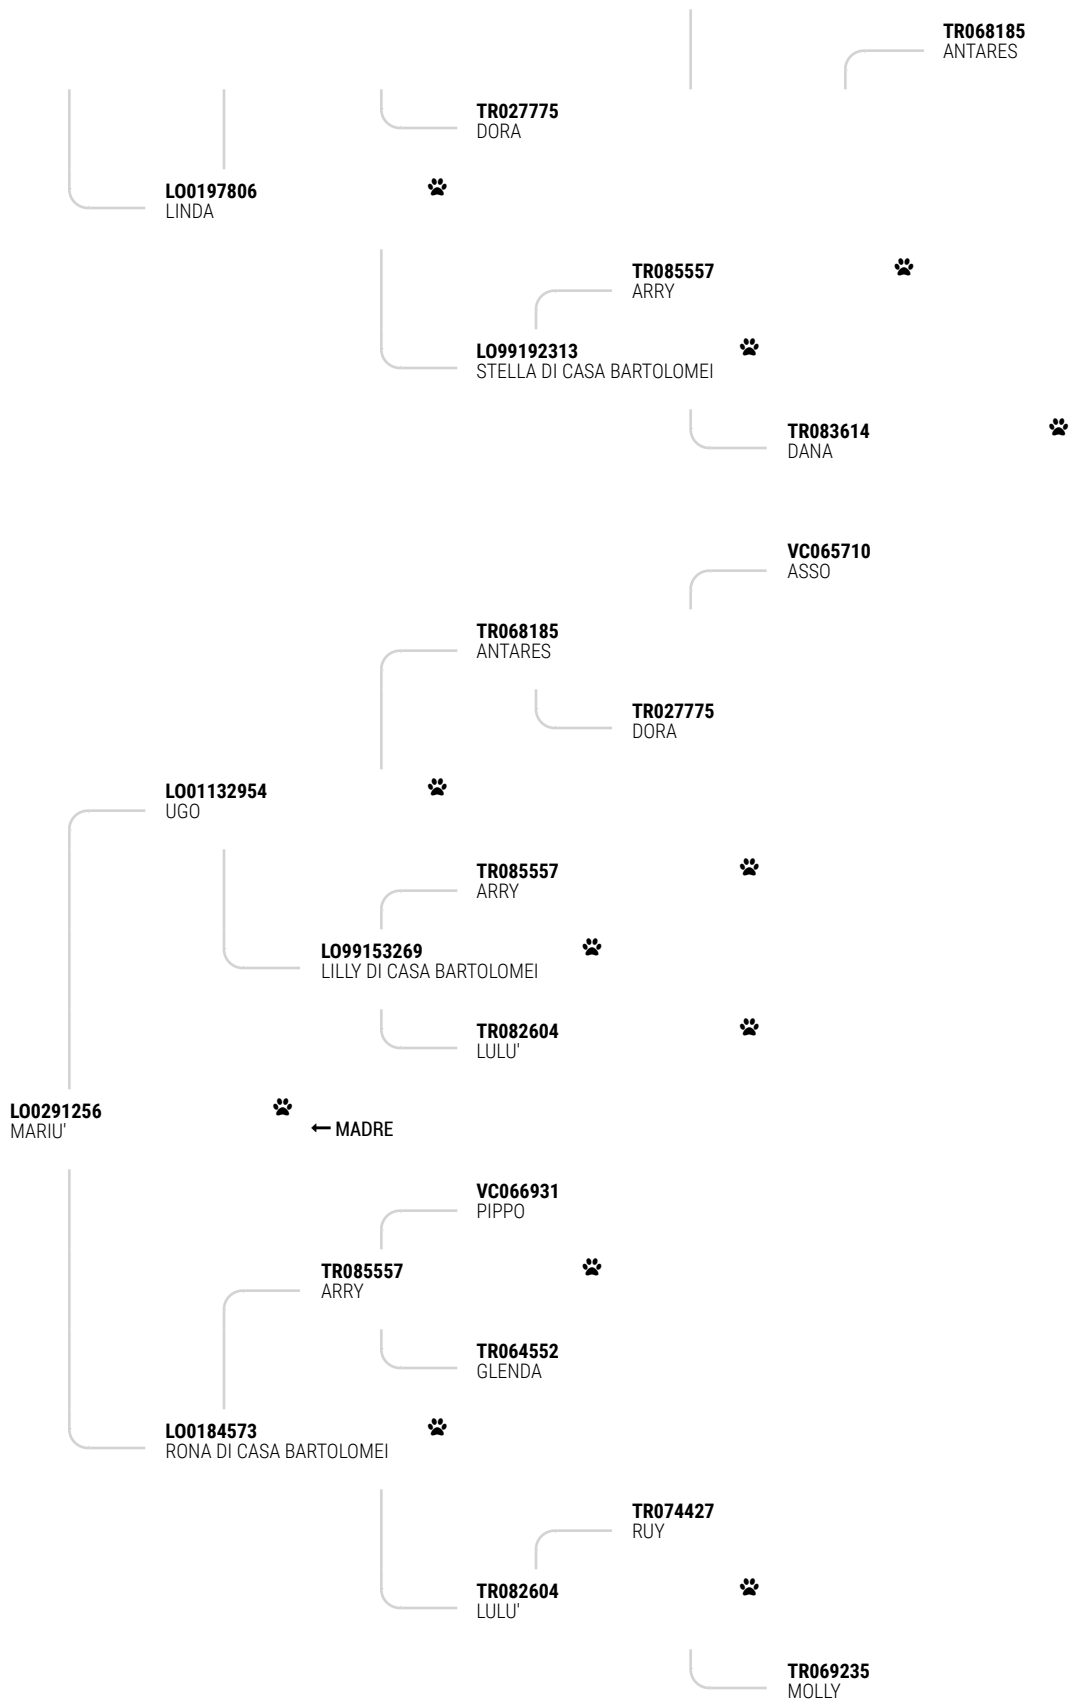 TR068185
ANTARES
TR027775
DORA
LO0197806
LINDA
TR085557
ARRY
LO99192313
STELLA DI CASA BARTOLOMEI
TR083614
DANA
VC065710
ASSO
TR068185
ANTARES
TR027775
DORA
LO01132954
UGO
TR085557
ARRY
LO99153269
LILLY DI CASA BARTOLOMEI
TR082604
LULU'
LO0291256
MARIU'
MADRE
VC066931
PIPPO
TR085557
ARRY
TR064552
GLENDA
LO0184573
RONA DI CASA BARTOLOMEI
TR074427
RUY
TR082604
LULU'
TR069235
MOLLY